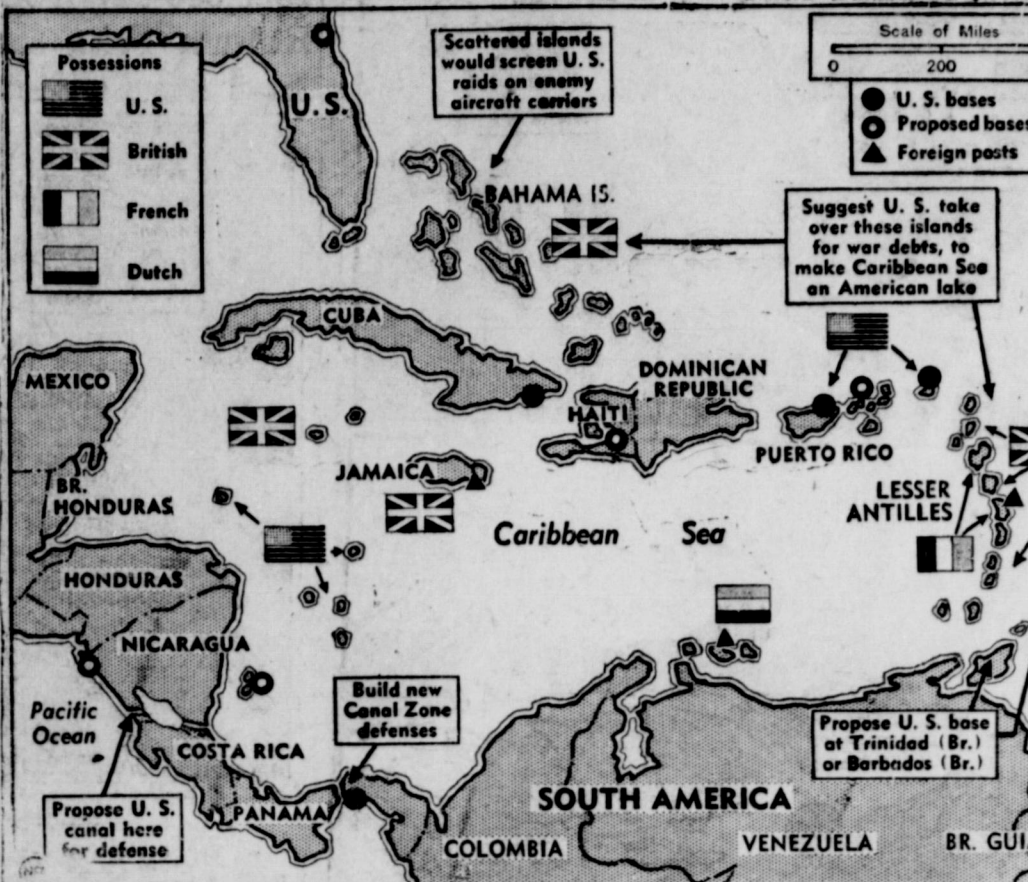 Possessions
U. S.
British
French
Dutch
U.S.
Scattered islands
would screen U. S.
raids on enemy
aircraft carriers
Scale of Miles
0 200
U. S. bases
Proposed bases
Foreign posts
BAHAMA IS.
Suggest U. S. take
over these islands
for war debts, to
make Caribbean Sea
an American lake
CUBA
MEXICO
DOMINICAN
REPUBLIC
HAITI
PUERTO RICO
JAMAICA
BR.
HONDURAS
LESSER
ANTILLES
Caribbean Sea
HONDURAS
NICARAGUA
Pacific
Ocean
Build new
Canal Zone
defenses
COSTA RICA
Propose U. S. base
at Trinidad (Br.)
or Barbados (Br.)
Propose U. S.
canal here
for defense
PANAMA
SOUTH AMERICA
COLOMBIA
VENEZUELA
BR. GUI